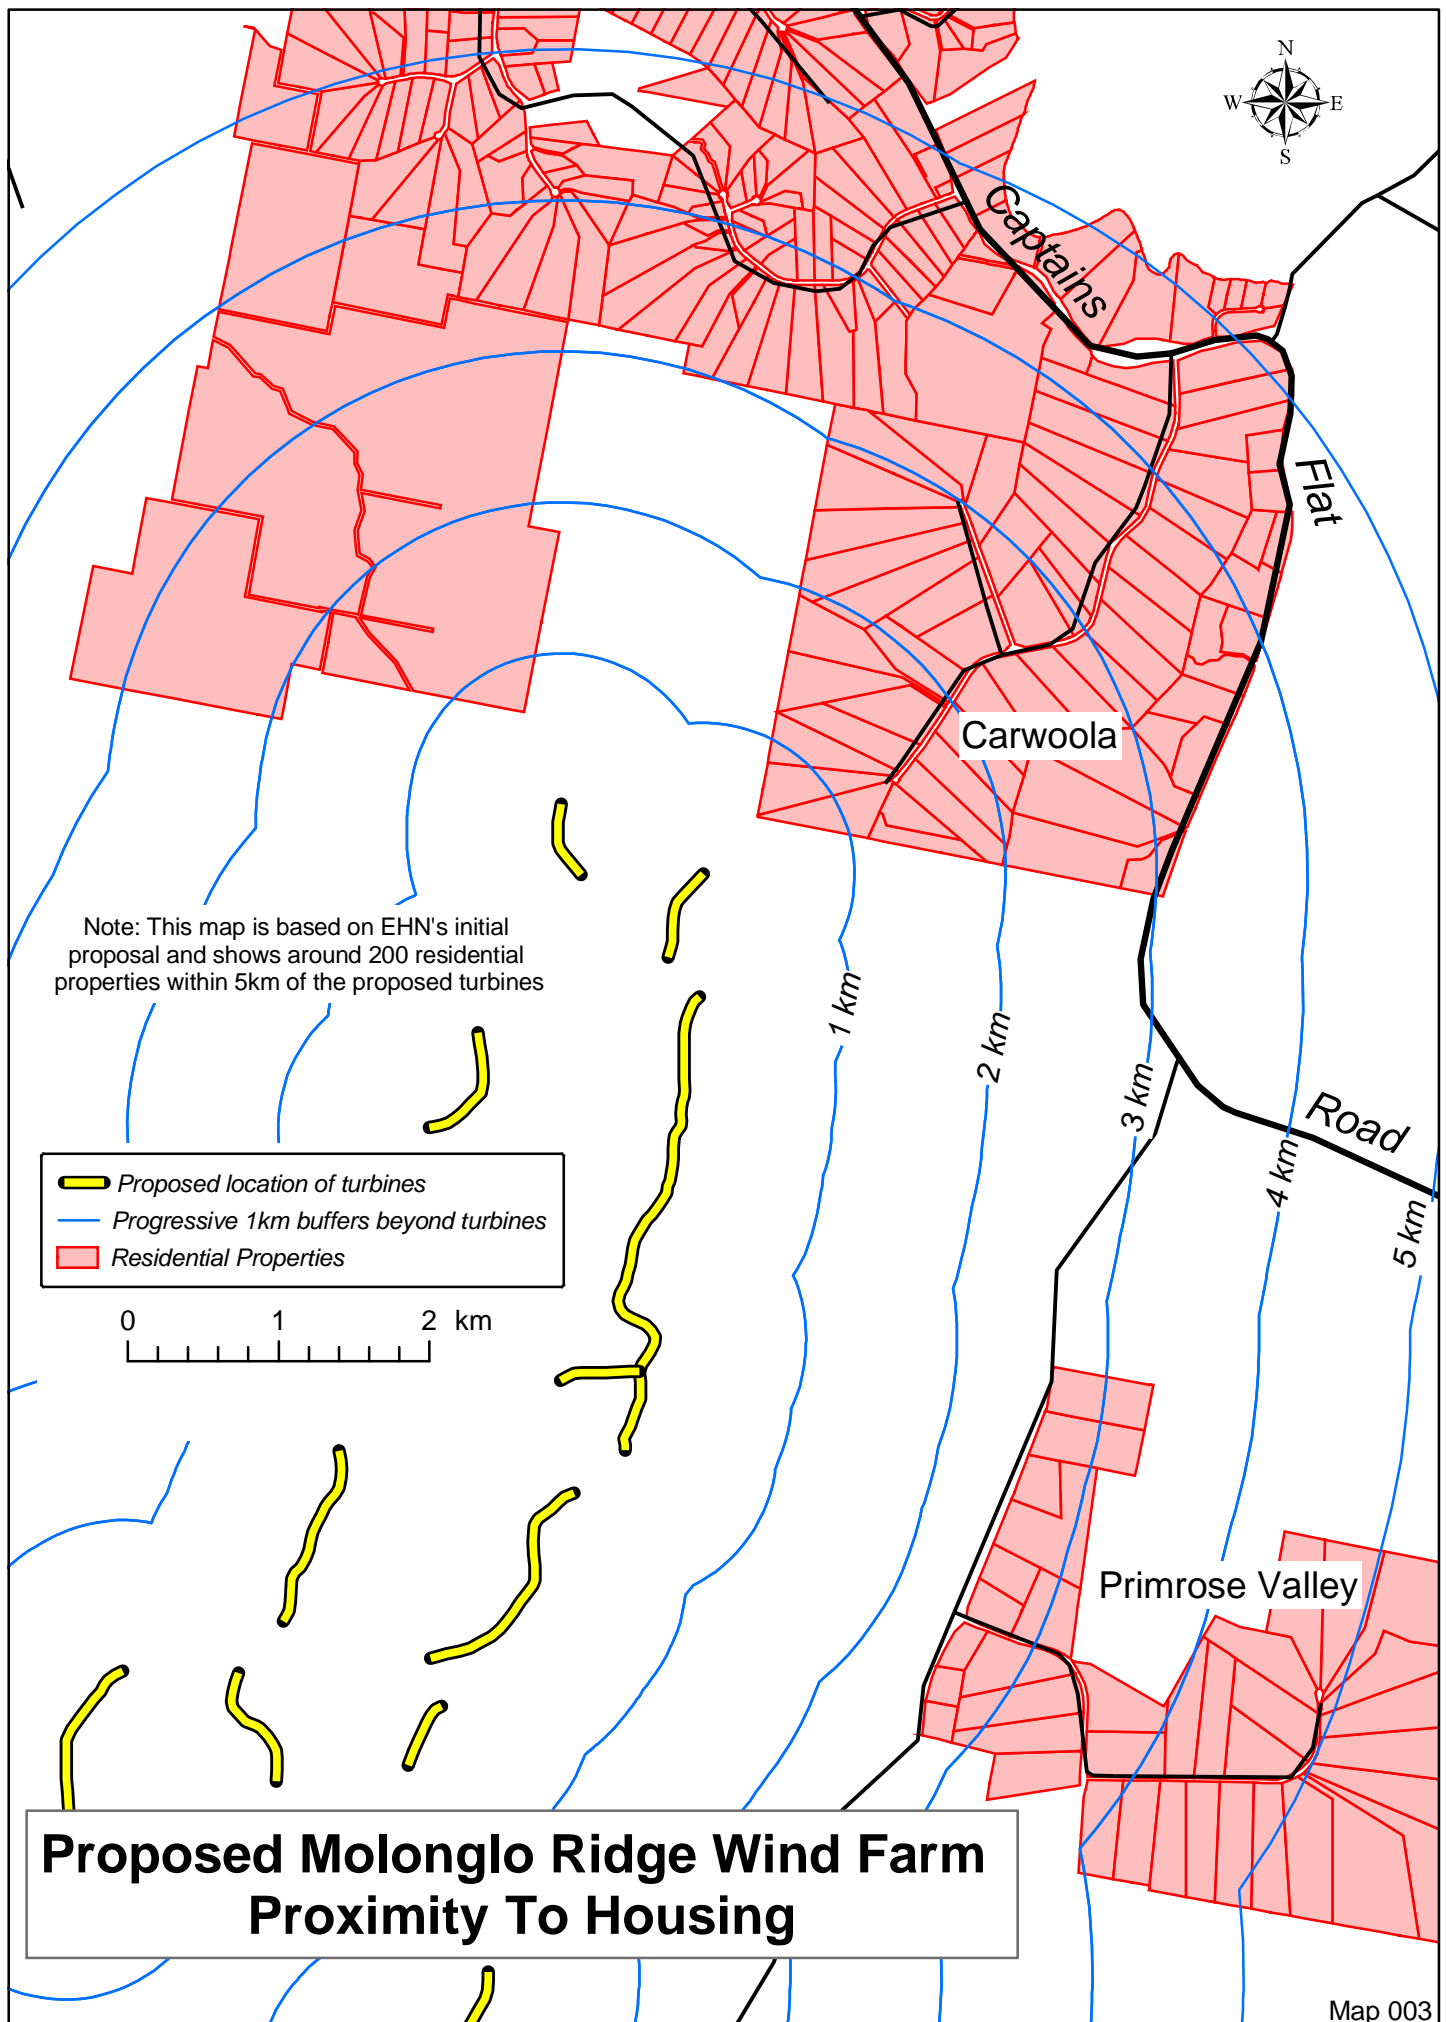 N
W E
S
Captains
Flat
Carwoola
Note: This map is based on EHN's initial
proposal and shows around 200 residential
properties within 5km of the proposed turbines
1 km
2 km
3 km
4 km
5 km
Road
Proposed location of turbines
Progressive 1km buffers beyond turbines
Residential Properties
0 1 2 km
Primrose Valley
Proposed Molonglo Ridge Wind Farm
Proximity To Housing
Map 003